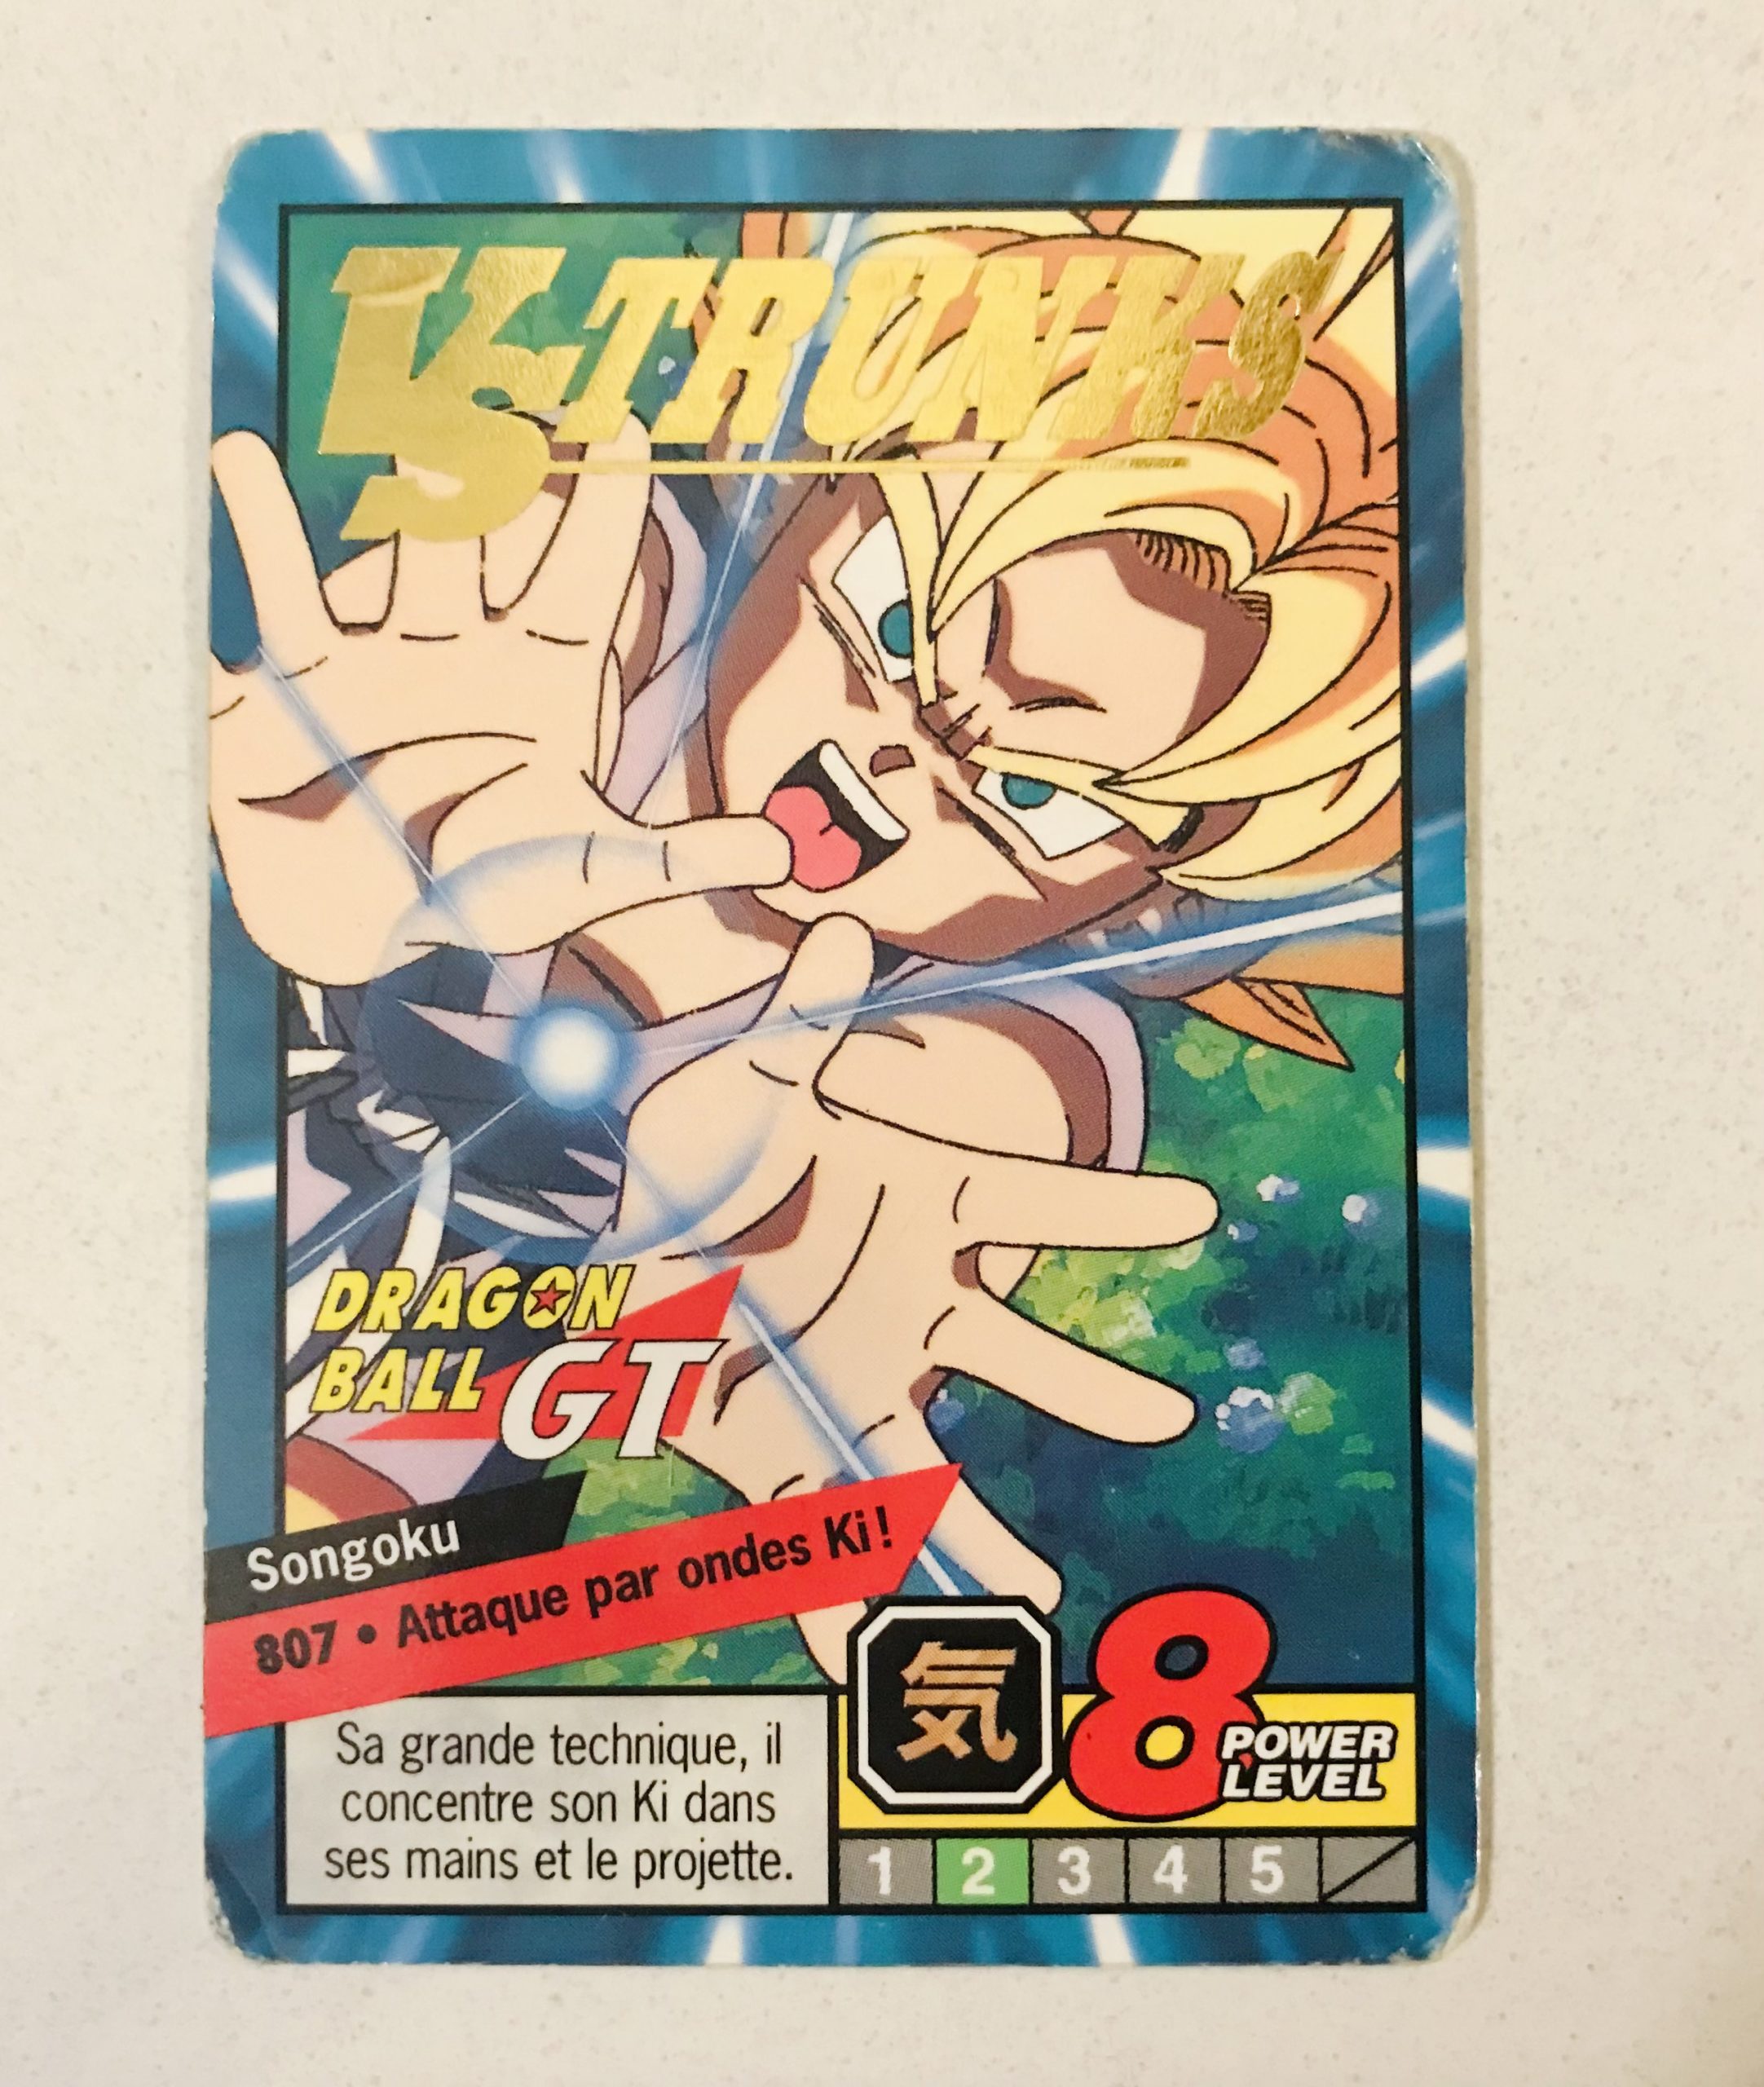 VS TRUNKS
DRAGON
BALL GT
Songoku
807 • Attaque par ondes Ki!
気
8
POWER
LEVEL
Sa grande technique, il
concentre son Ki dans
ses mains et le projette.
1 2 3 4 5